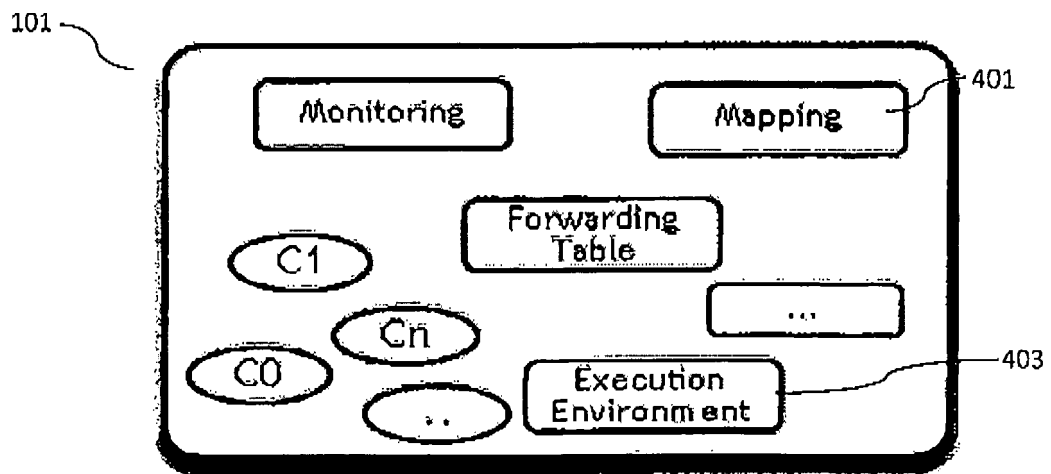 101
Monitoring
Mapping
401
Forwarding
Table
C1
...
Cn
C0
Execution
Environment
403
..